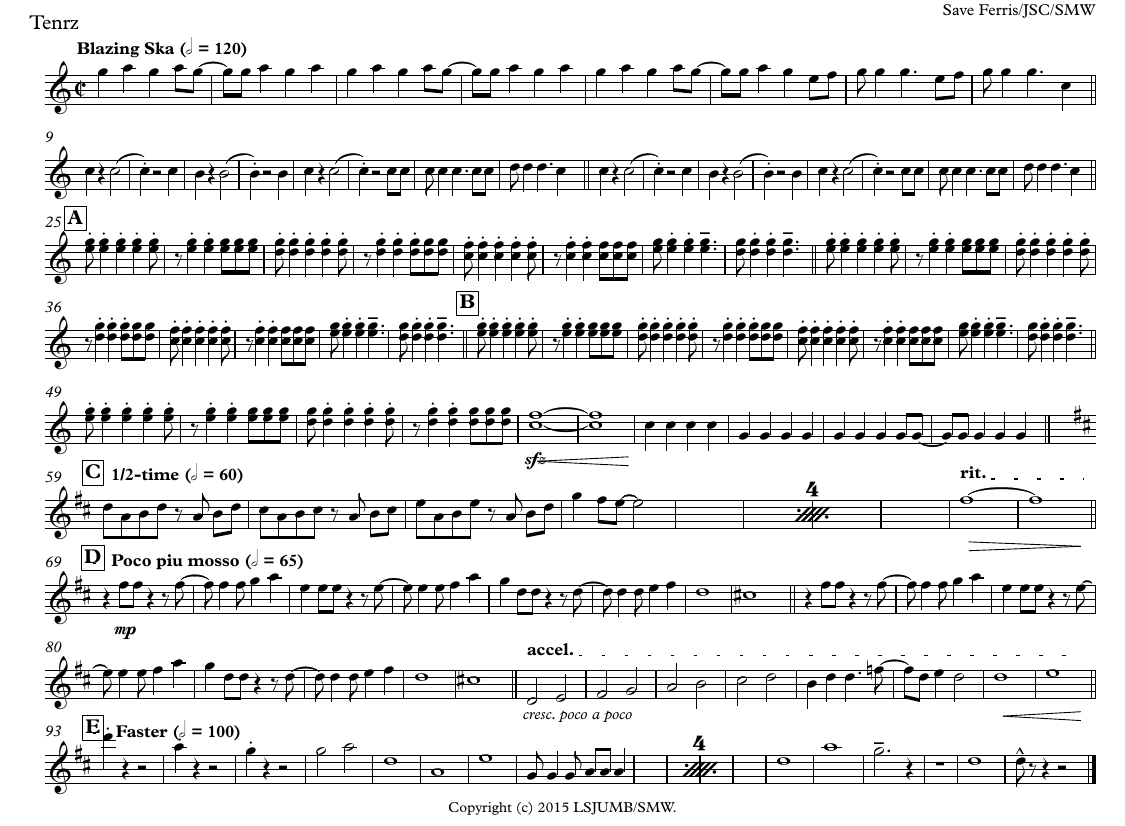 Tenrz
Save Ferris/JSC/SMW
Blazing Ska (𝅗𝅥 = 120)
9
25 A
36
B
49
sfz
59 C 1/2-time (𝅗𝅥 = 60)
4
rit.
69 D Poco piu mosso (𝅗𝅥 = 65)
mp
80
accel.
cresc. poco a poco
93 E Faster (𝅗𝅥 = 100)
4
Copyright (c) 2015 LSJUMB/SMW.